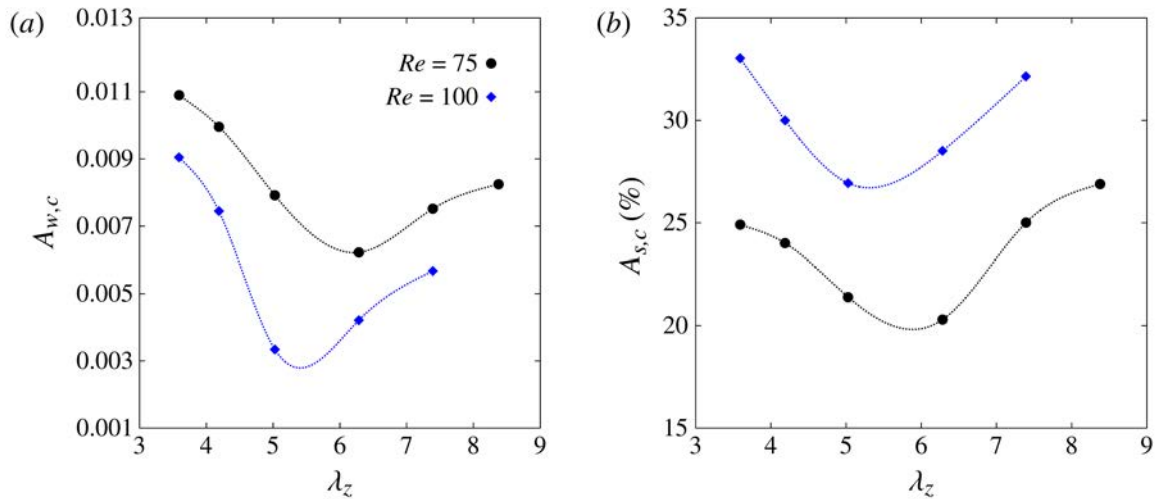 (a)
0.013
0.011
0.009
0.007
0.005
0.003
0.001
A_{w,c}
Re = 75
Re = 100
3 4 5 6 7 8 9
λ_z
(b)
35
30
25
20
15
A_{s,c} (%)
3 4 5 6 7 8 9
λ_z